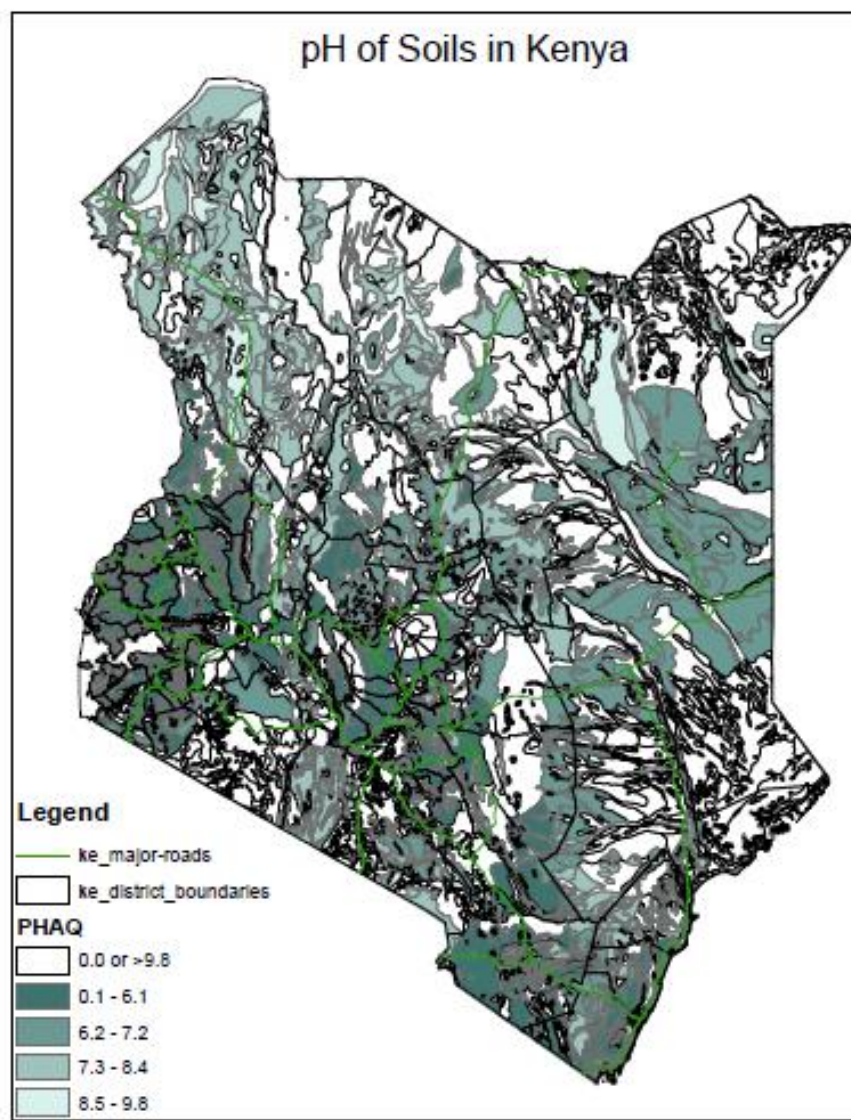 pH of Soils in Kenya
Legend
ke_major-roads
ke_district_boundaries
PHAQ
0.0 or >9.8
0.1 - 6.1
6.2 - 7.2
7.3 - 8.4
8.5 - 9.8